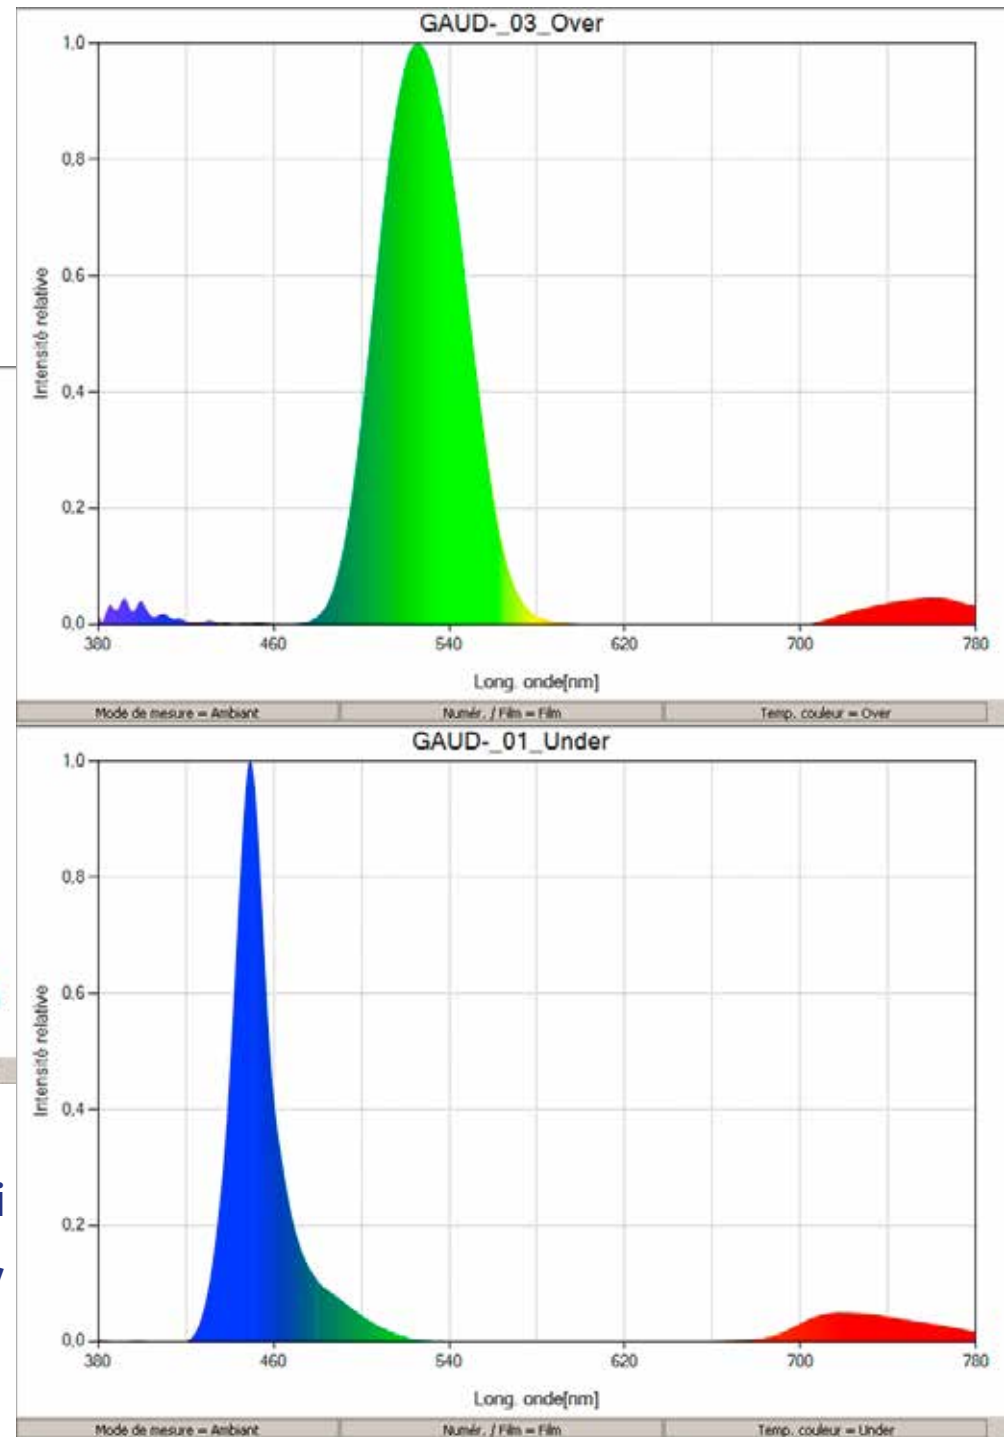 GAUD-_03_Over
1,0
0,8
0,6
0,4
0,2
0,0
Intensité relative
380 460 540 620 700 780
Long. onde[nm]
Mode de mesure = Ambiant Numér. / Film = Film Temp. couleur = Over
GAUD-_01_Under
1,0
0,8
0,6
0,4
0,2
0,0
Intensité relative
380 460 540 620 700 780
Long. onde[nm]
Mode de mesure = Ambiant Numér. / Film = Film Temp. couleur = Under
i